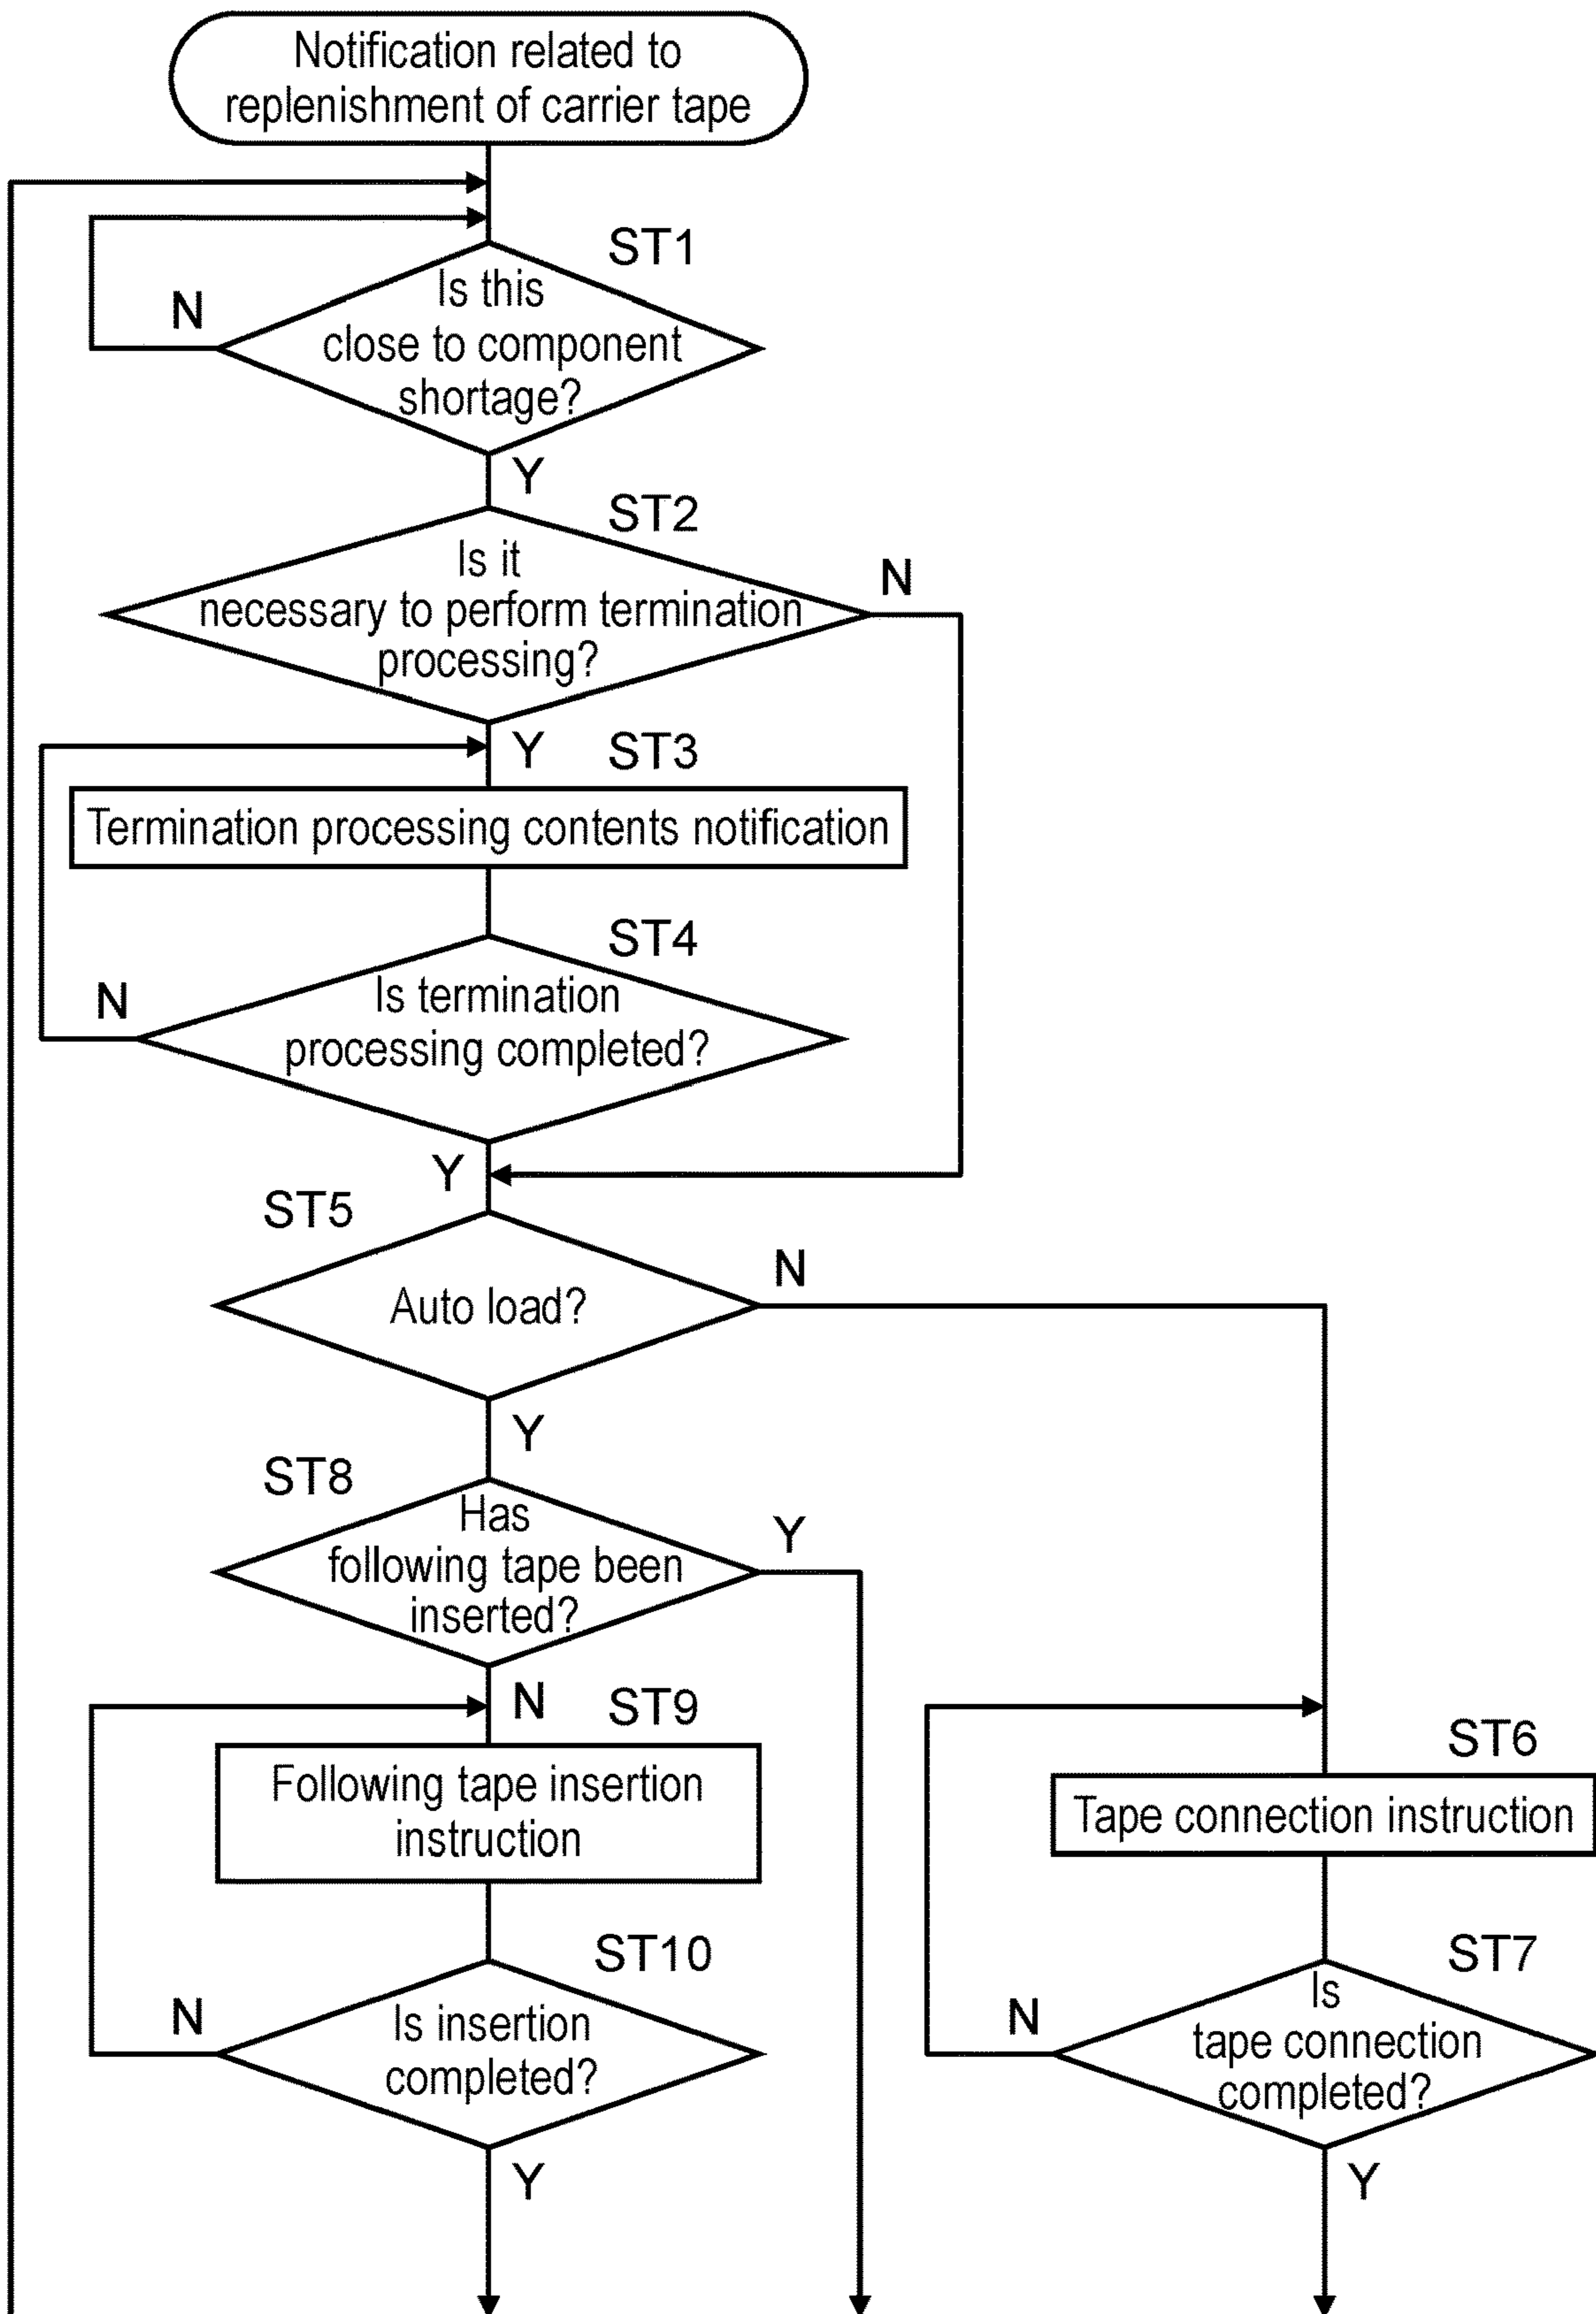 Notification related to
replenishment of carrier tape
ST1
Is this
close to component
shortage?
N
Y
ST2
Is it
necessary to perform termination
processing?
N
Y
ST3
Termination processing contents notification
ST4
Is termination
processing completed?
N
Y
ST5
Auto load?
N
Y
ST8
Has
following tape been
inserted?
Y
N
ST9
Following tape insertion
instruction
ST10
Is insertion
completed?
N
Y
ST6
Tape connection instruction
ST7
Is
tape connection
completed?
N
Y